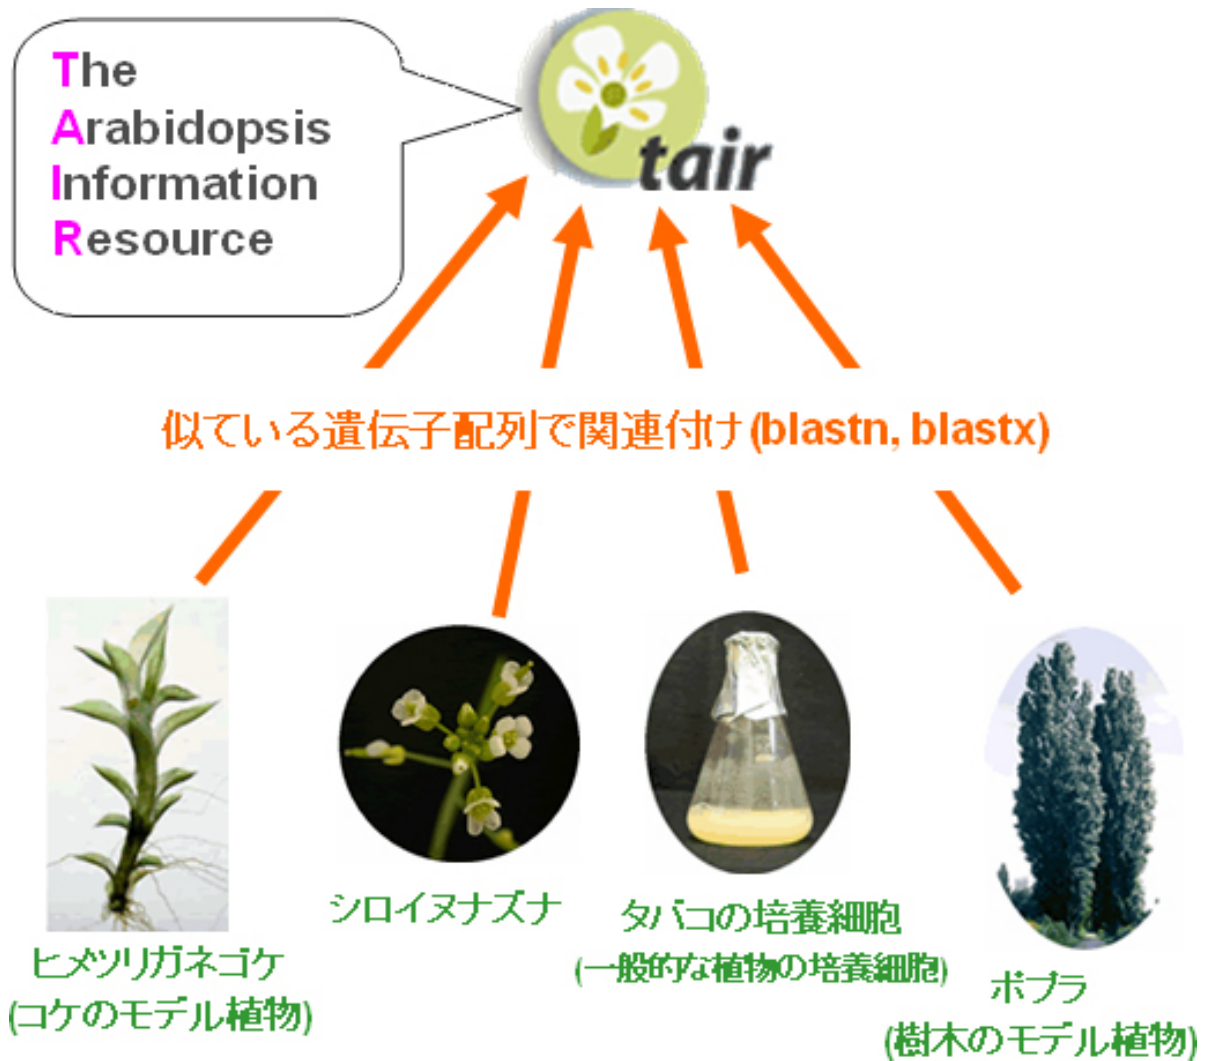 The
Arabidopsis
Information
Resource
tair
似ている遺伝子配列で関連付け(blastn, blastx)
ヒメツリガネゴケ
(コケのモデル植物)
シロイヌナズナ
タバコの培養細胞
(一般的な植物の培養細胞)
ポプラ
(樹木のモデル植物)